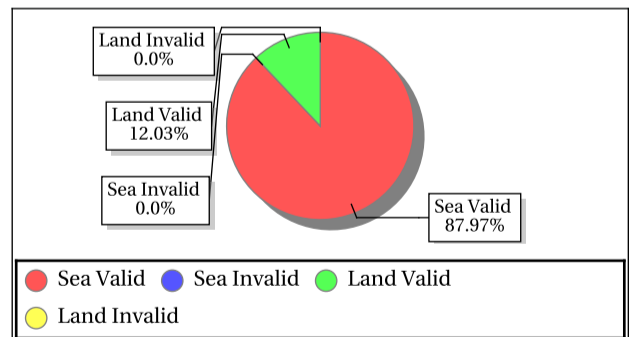 Land Invalid
0.0%
Land Valid
12.03%
Sea Invalid
0.0%
Sea Valid
87.97%
Sea Valid Sea Invalid Land Valid
Land Invalid